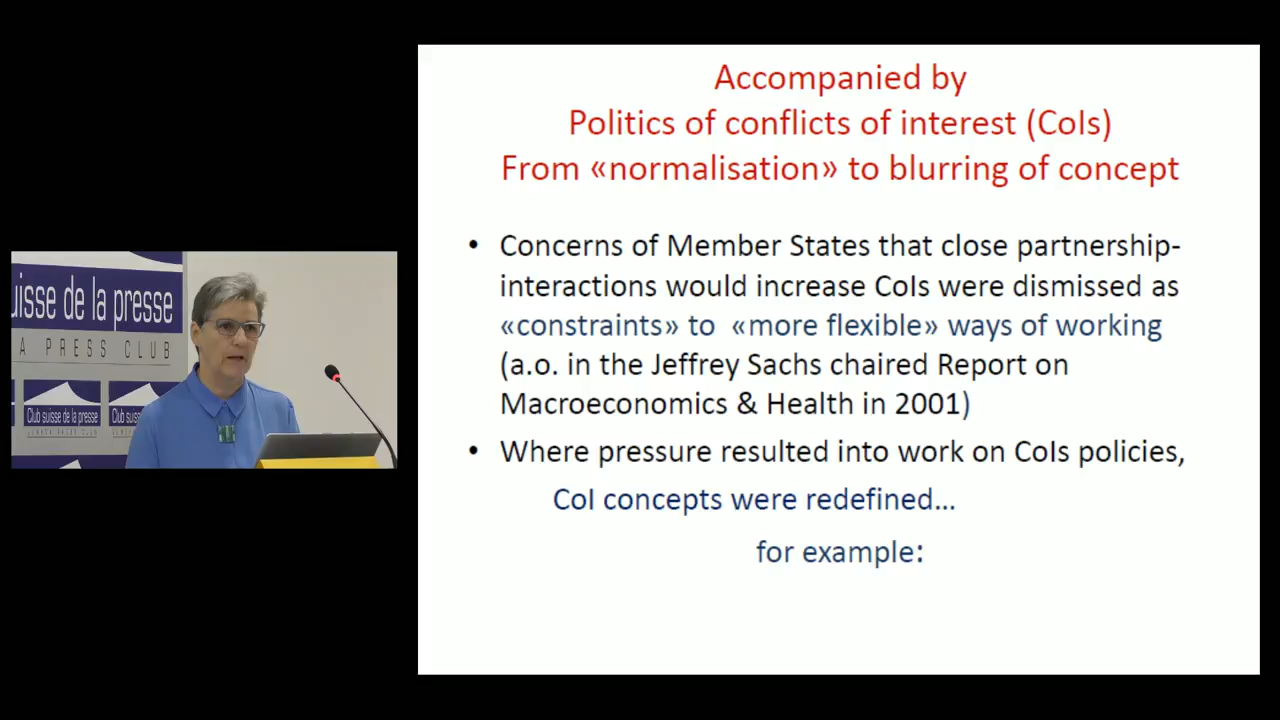 Accompanied by
Politics of conflicts of interest (CoIs)
From «normalisation» to blurring of concept
• Concerns of Member States that close partnership-
interactions would increase CoIs were dismissed as
«constraints» to «more flexible» ways of working
(a.o. in the Jeffrey Sachs chaired Report on
Macroeconomics & Health in 2001)
• Where pressure resulted into work on CoIs policies,
CoI concepts were redefined...
for example:
uisse de la presse
A PRESS CLUB
Club suisse de la presse
Club suis